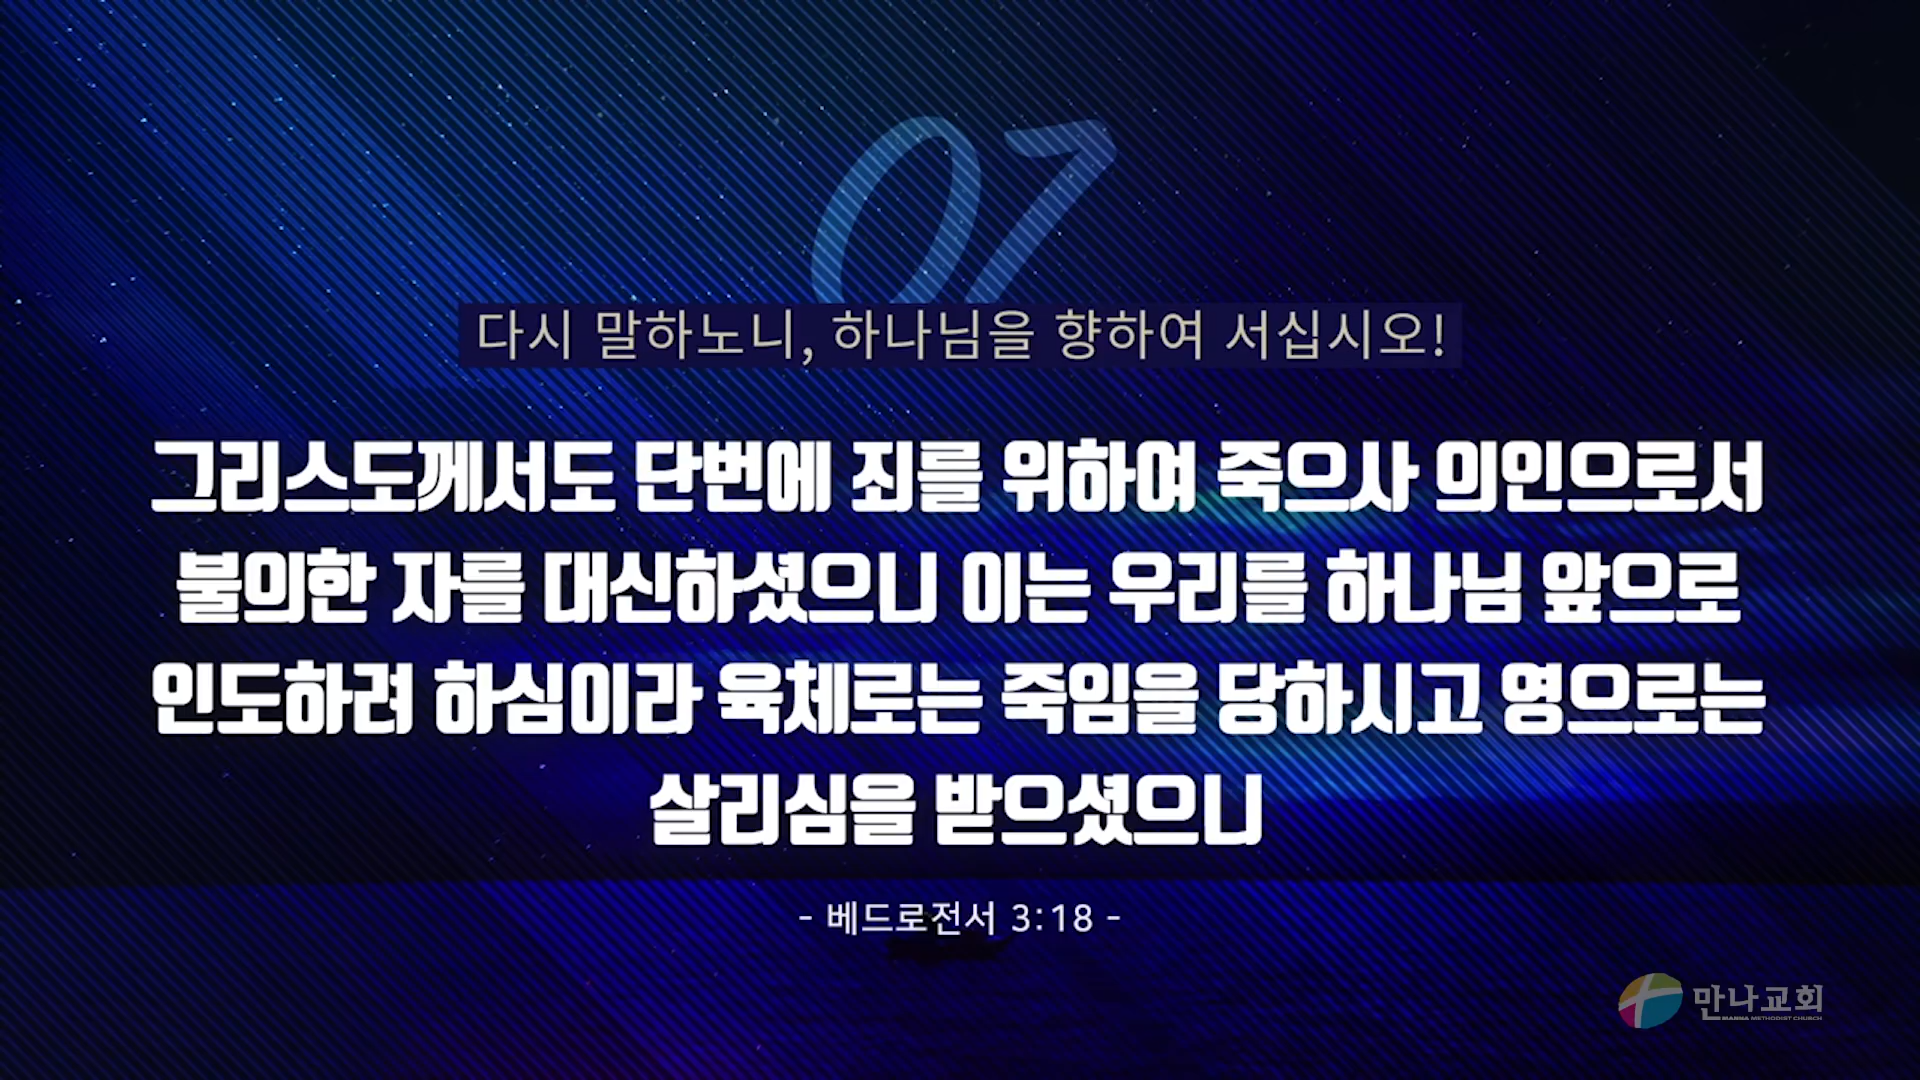 01
다시 말하노니, 하나님을 향하여 서십시오!
그리스도께서도 단번에 죄를 위하여 죽으사 의인으로서
불의한 자를 대신하셨으니 이는 우리를 하나님 앞으로
인도하려 하심이라 육체로는 죽임을 당하시고 영으로는
살리심을 받으셨으니
- 베드로전서 3:18 -
만나교회
MANNA METHODIST CHURCH